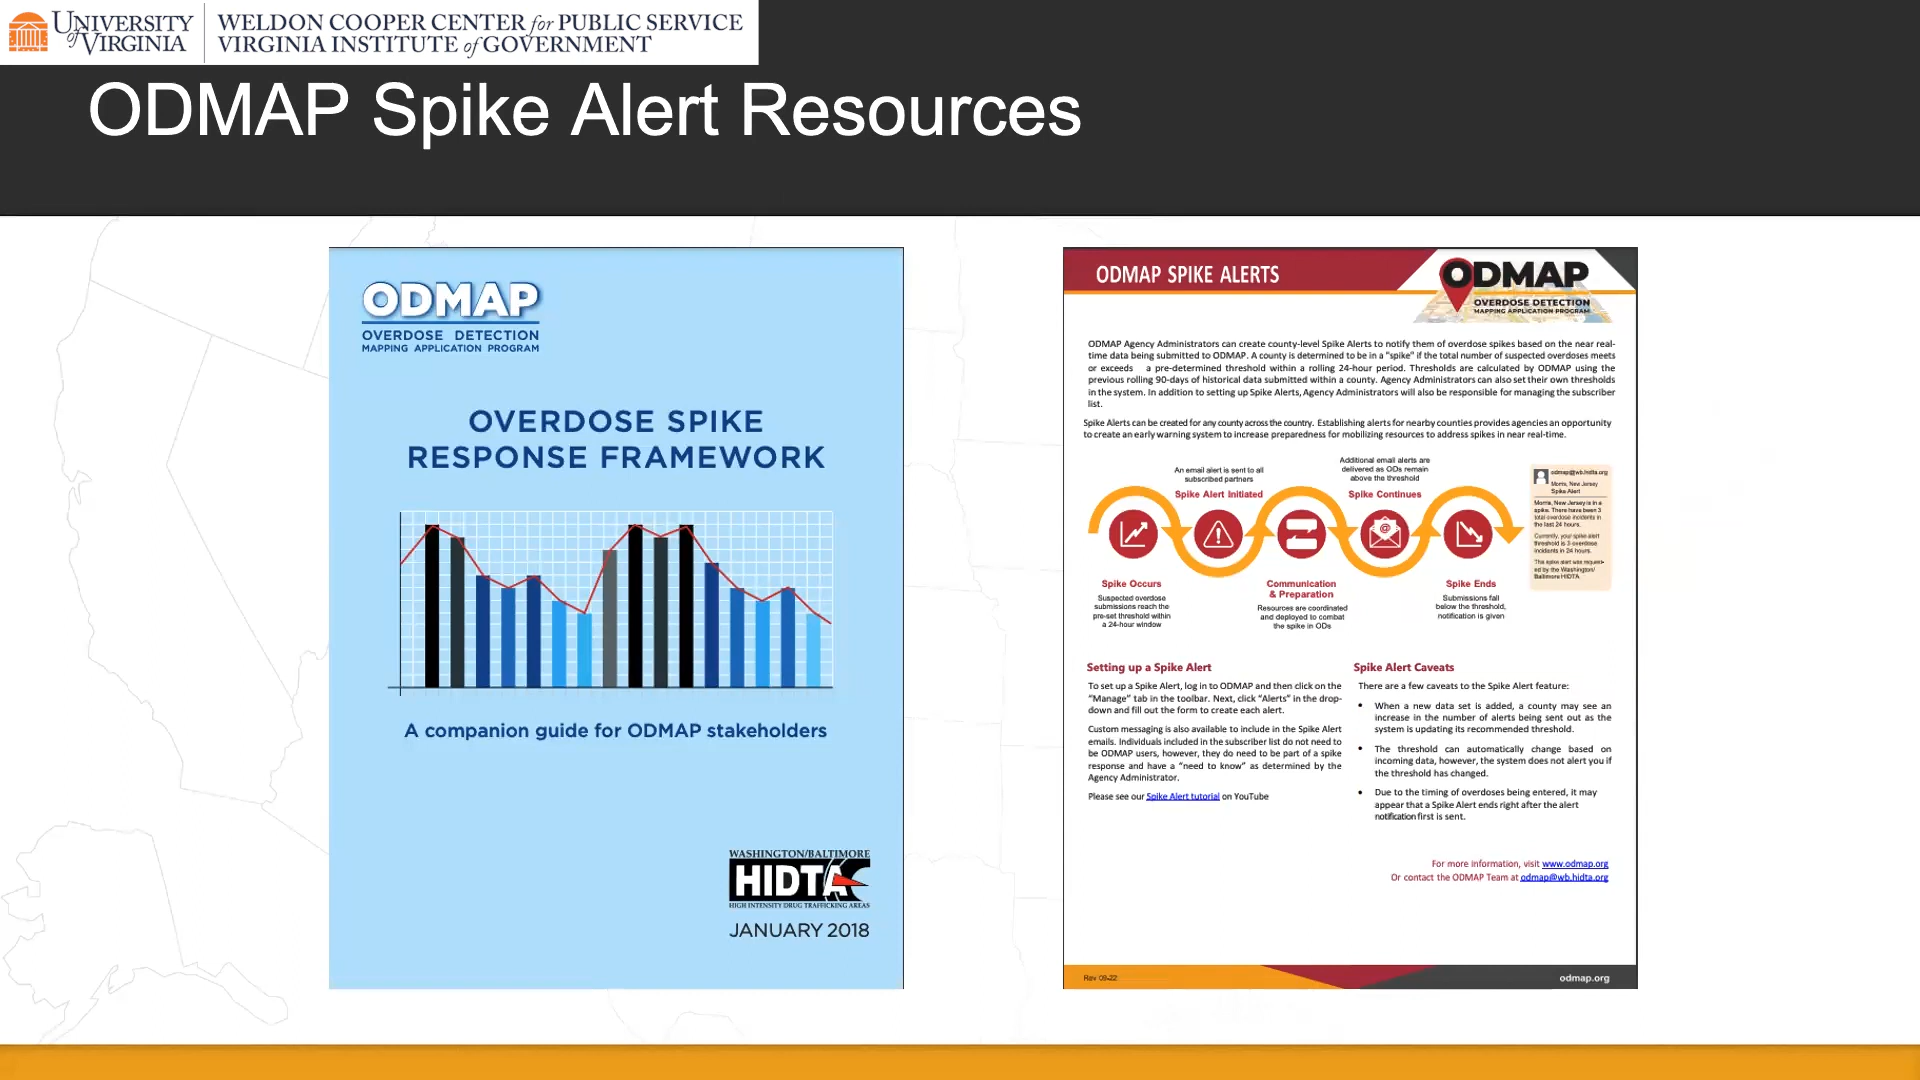 UNIVERSITY
of VIRGINIA
WELDON COOPER CENTER for PUBLIC SERVICE
VIRGINIA INSTITUTE of GOVERNMENT
ODMAP Spike Alert Resources
ODMAP
OVERDOSE DETECTION
MAPPING APPLICATION PROGRAM
OVERDOSE SPIKE
RESPONSE FRAMEWORK
A companion guide for ODMAP stakeholders
WASHINGTON/BALTIMORE
HIDTA
HIGH INTENSITY DRUG TRAFFICKING AREAS
JANUARY 2018
ODMAP SPIKE ALERTS
ODMAP
OVERDOSE DETECTION
MAPPING APPLICATION PROGRAM
ODMAP Agency Administrators can create county-level Spike Alerts to notify them of overdose spikes based on the near real-
time data being submitted to ODMAP. A county is determined to be in a "spike" if the total number of suspected overdoses meets
or exceeds a pre-determined threshold within a rolling 24-hour period. Thresholds are calculated by ODMAP using the
previous rolling 90-days of historical data submitted within a county. Agency Administrators can also set their own thresholds
in the system. In addition to setting up Spike Alerts, Agency Administrators will also be responsible for managing the subscriber
list.
Spike Alerts can be created for any county across the country. Establishing alerts for nearby counties provides agencies an opportunity
to create an early warning system to increase preparedness for mobilizing resources to address spikes in near real-time.
An email alert is sent to all
subscribed partners
Spike Alert Initiated
Additional email alerts are
delivered as ODs remain
above the threshold
Spike Continues
Spike Occurs
Suspected overdose
submissions reach the
pre-set threshold within
a 24-hour window
Communication
& Preparation
Resources are coordinated
and deployed to combat
the spike in ODs
Spike Ends
Submissions fall
below the threshold,
notification is given
odmap@wb.hidta.org
Morris, New Jersey
Spike Alert
Morris, New Jersey is in a
spike. There have been 3
total overdose incidents in
the last 24 hours.
Currently, your spike alert
threshold is 3 overdose
incidents in 24 hours.
This spike alert was request-
ed by the Washington/
Baltimore HIDTA
Setting up a Spike Alert
To set up a Spike Alert, log in to ODMAP and then click on the
"Manage" tab in the toolbar. Next, click "Alerts" in the drop-
down and fill out the form to create each alert.
Custom messaging is also available to include in the Spike Alert
emails. Individuals included in the subscriber list do not need to
be ODMAP users, however, they do need to be part of a spike
response and have a "need to know" as determined by the
Agency Administrator.
Please see our Spike Alert tutorial on YouTube
Spike Alert Caveats
There are a few caveats to the Spike Alert feature:
• When a new data set is added, a county may see an
increase in the number of alerts being sent out as the
system is updating its recommended threshold.
• The threshold can automatically change based on
incoming data, however, the system does not alert you if
the threshold has changed.
• Due to the timing of overdoses being entered, it may
appear that a Spike Alert ends right after the alert
notification first is sent.
For more information, visit www.odmap.org
Or contact the ODMAP Team at odmap@wb.hidta.org
Rev 09-22
odmap.org